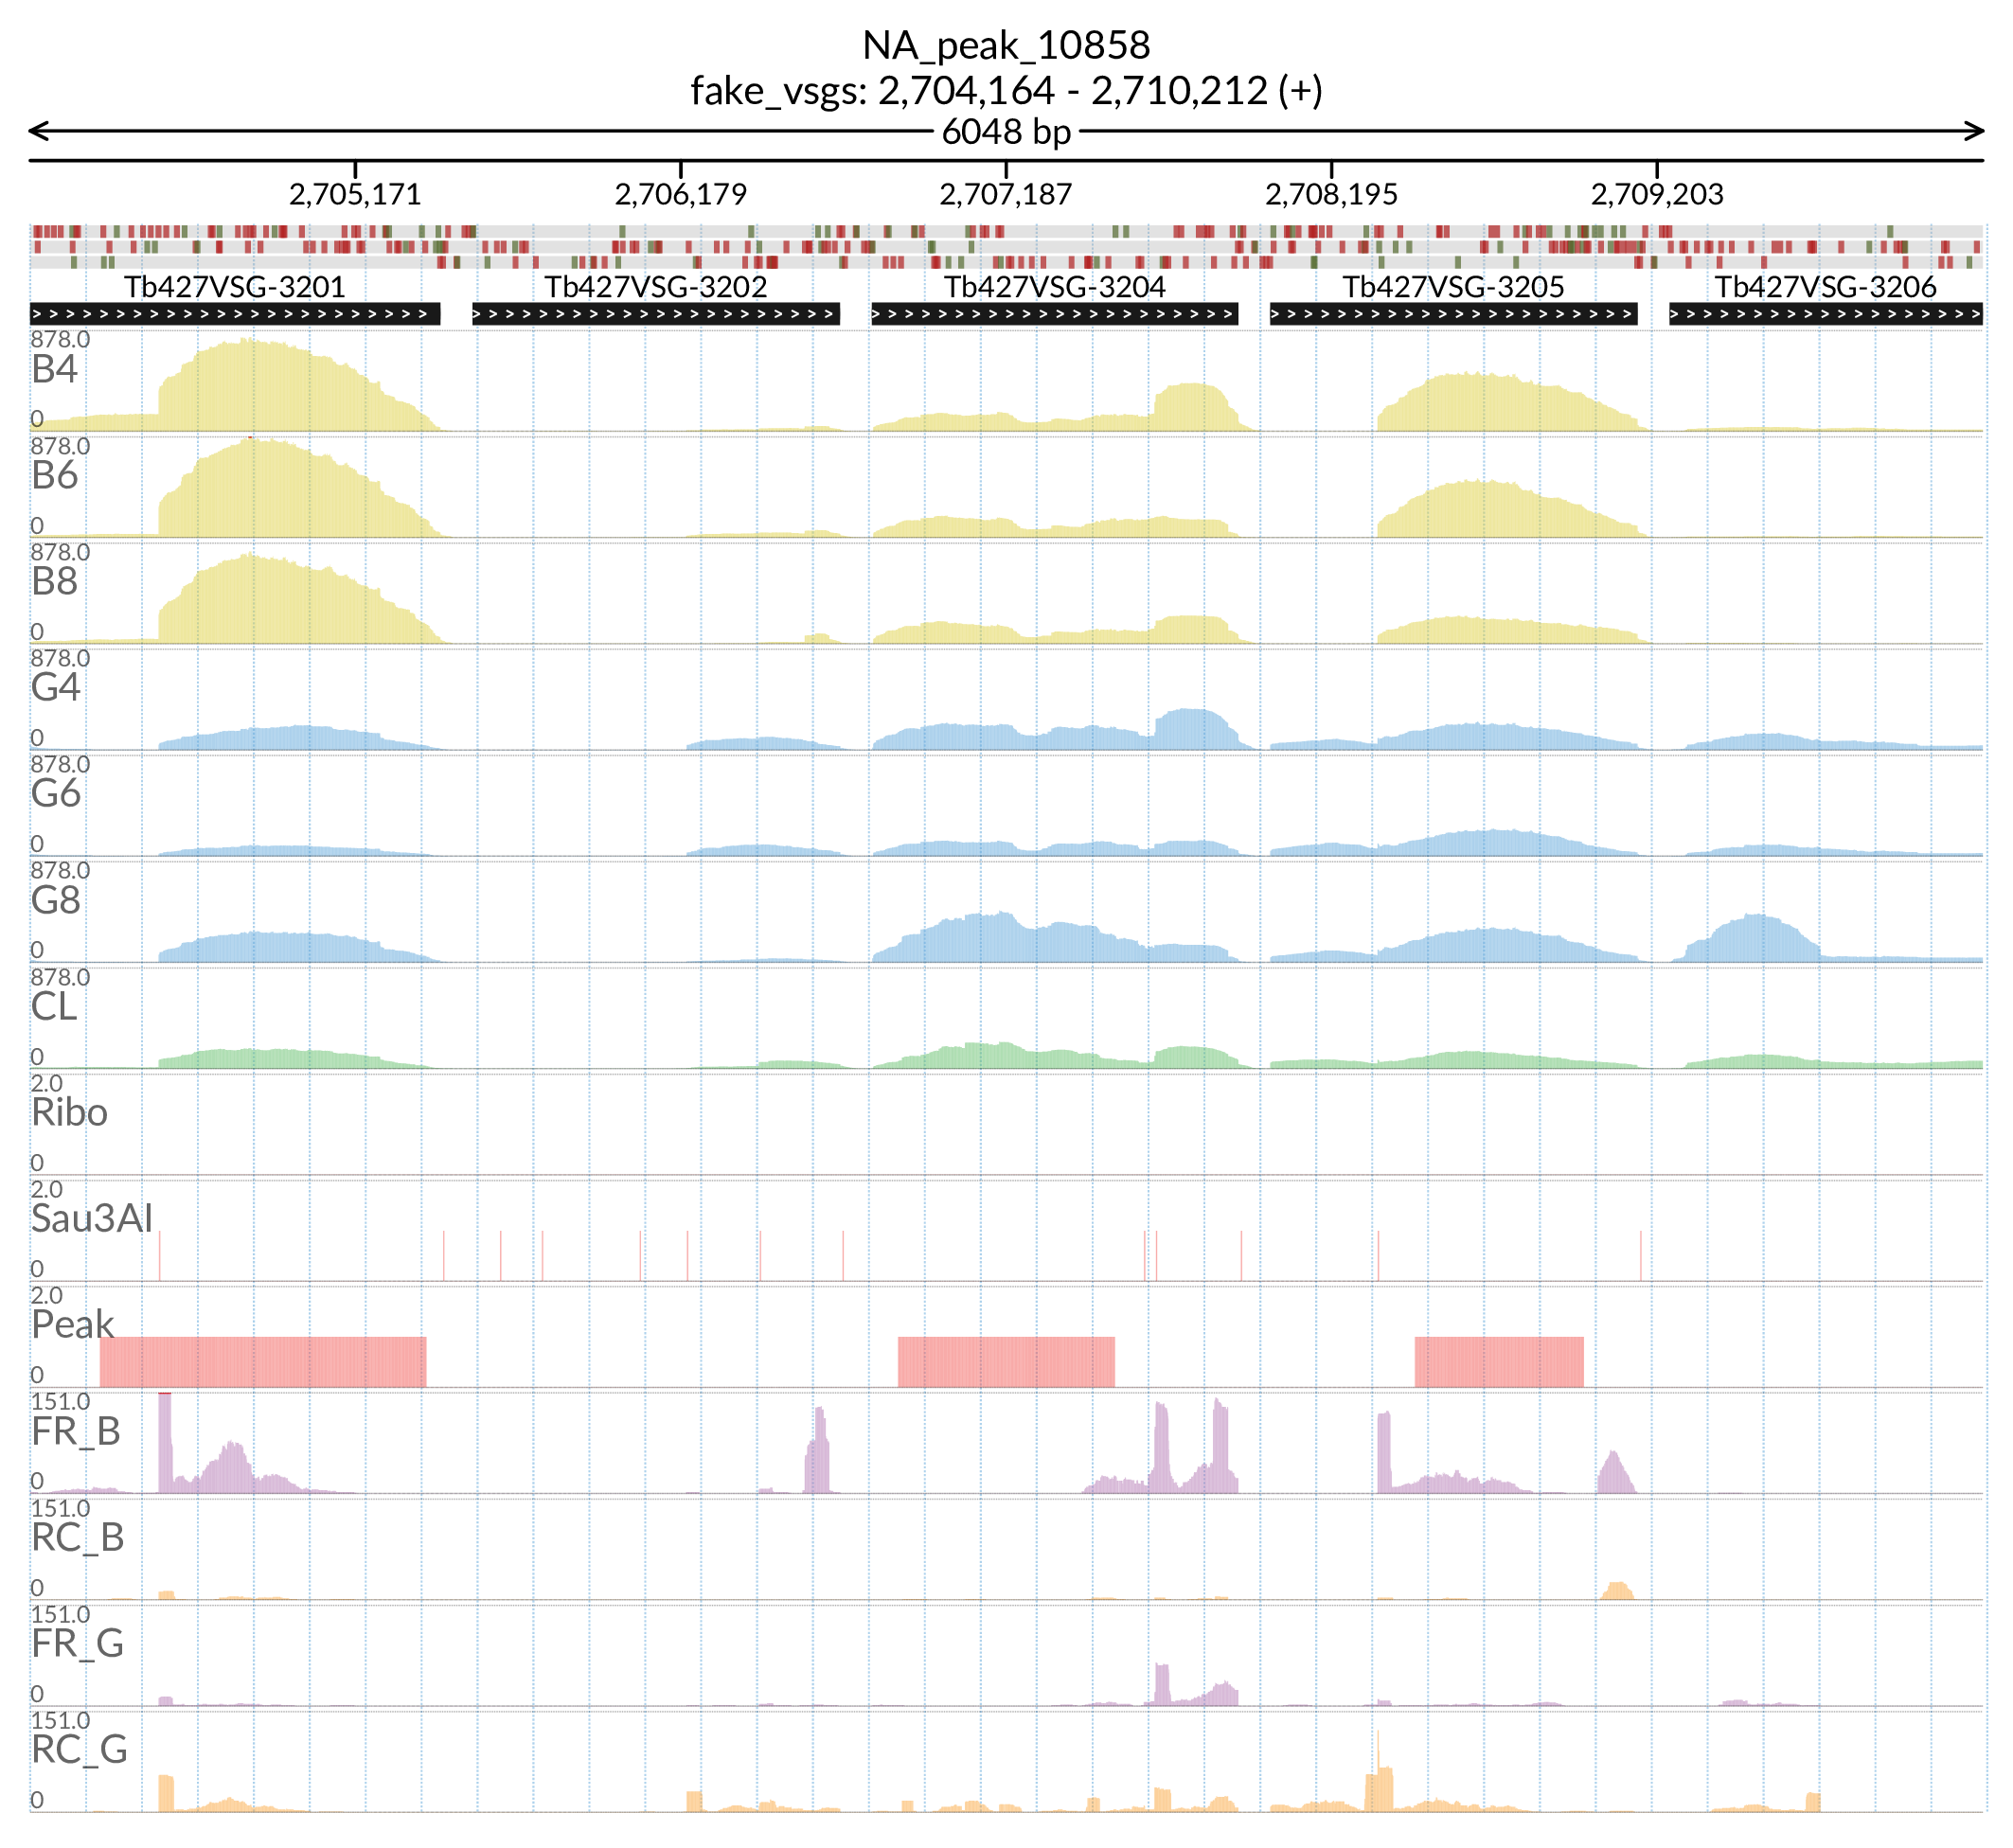 NA_peak_10858
fake_vsgs: 2,704,164 - 2,710,212 (+)
6048 bp
2,705,171 2,706,179 2,707,187 2,708,195 2,709,203
Tb427VSG-3201 Tb427VSG-3202 Tb427VSG-3204 Tb427VSG-3205 Tb427VSG-3206
878.0
B4
0
878.0
B6
0
878.0
B8
0
878.0
G4
0
878.0
G6
0
878.0
G8
0
878.0
CL
0
2.0
Ribo
0
2.0
Sau3AI
0
2.0
Peak
0
151.0
FR_B
0
151.0
RC_B
0
151.0
FR_G
0
151.0
RC_G
0